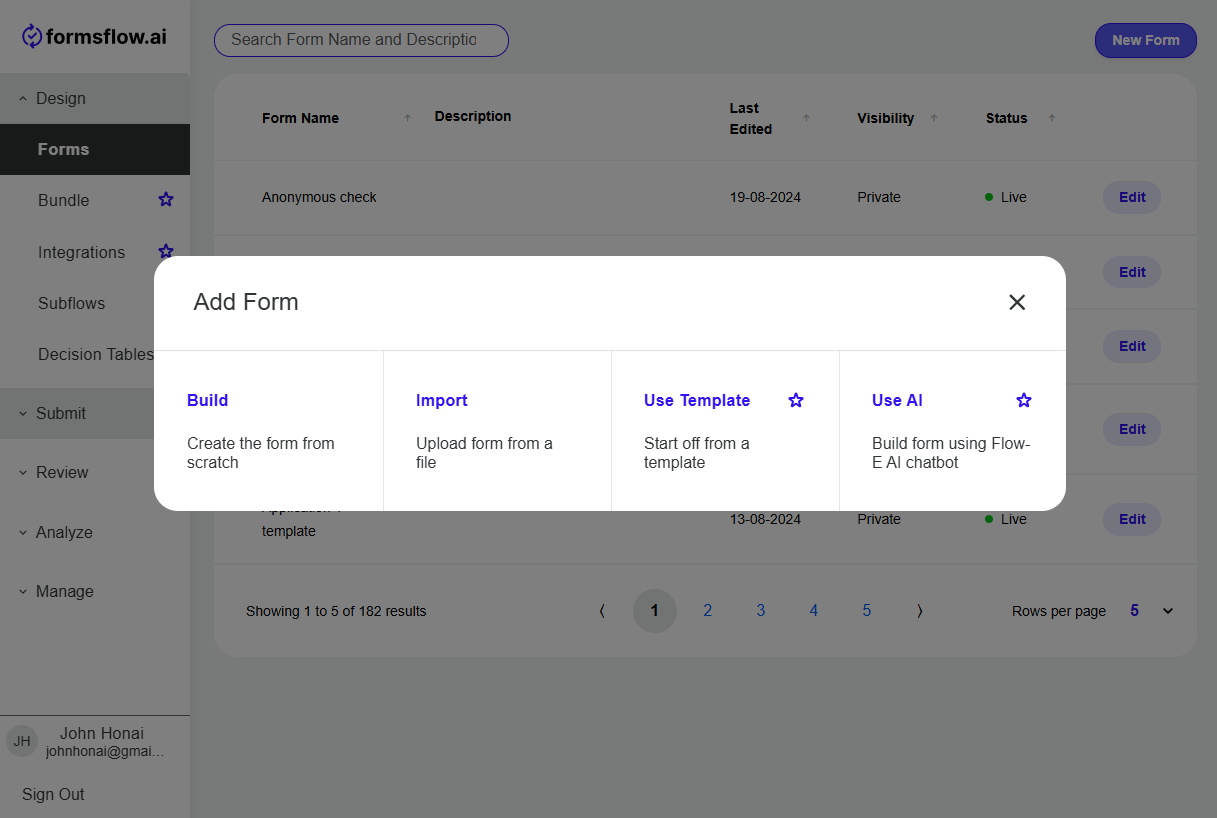 formsflow.ai
Search Form Name and Descriptio
New Form
Design
Forms
Bundle
Integrations
Subflows
Decision Tables
Submit
Review
Analyze
Manage
JH
John Honai
johnhonai@gmai...
Sign Out
Form Name
Description
Last
Edited
Visibility
Status
Anonymous check
19-08-2024
Private
Live
Edit
Edit
Edit
Edit
Add Form
Build
Create the form from
scratch
Import
Upload form from a
file
Use Template
Start off from a
template
Use AI
Build form using Flow-
E AI chatbot
template
13-08-2024
Private
Live
Edit
Showing 1 to 5 of 182 results
1
2
3
4
5
Rows per page
5